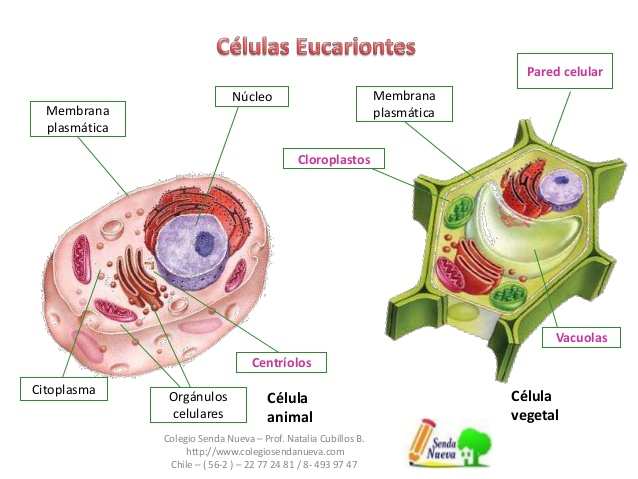 Células Eucariontes
Pared celular
Núcleo
Membrana
plasmática
Membrana
plasmática
Cloroplastos
Vacuolas
Centríolos
Citoplasma
Orgánulos
celulares
Célula
animal
Célula
vegetal
Colegio Senda Nueva – Prof. Natalia Cubillos B.
http://www.colegiosendanueva.com
Chile – ( 56-2 ) – 22 77 24 81 / 8- 493 97 47
Senda
Nueva